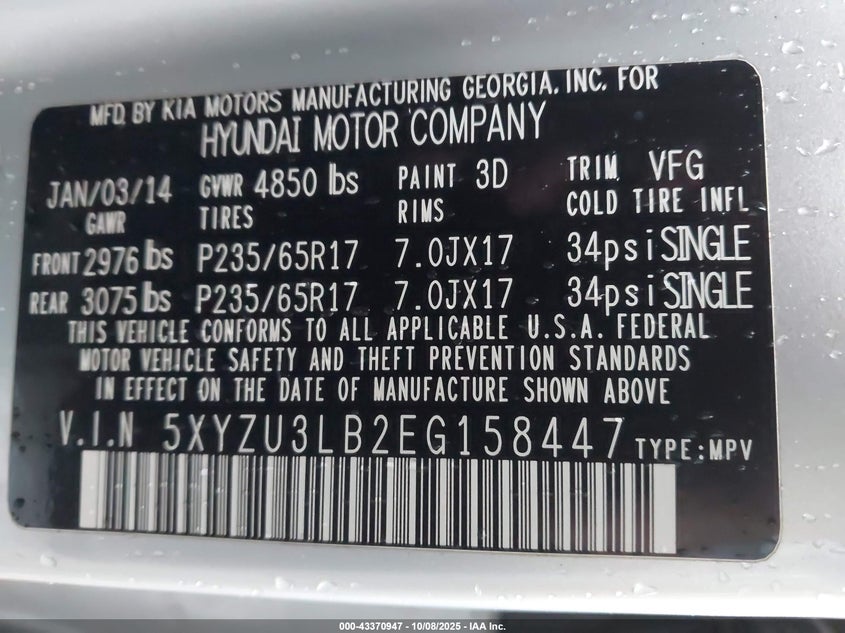 MFD. BY KIA MOTORS MANUFACTURING GEORGIA, INC. FOR
HYUNDAI MOTOR COMPANY
JAN/03/14 GVWR 4850 lbs PAINT 3D TRIM VFG
GAWR TIRES RIMS COLD TIRE INFL
FRONT 2976 lbs P235/65R17 7.0JX17 34psi SINGLE
REAR 3075 lbs P235/65R17 7.0JX17 34psi SINGLE
THIS VEHICLE CONFORMS TO ALL APPLICABLE U.S.A. FEDERAL
MOTOR VEHICLE SAFETY AND THEFT PREVENTION STANDARDS
IN EFFECT ON THE DATE OF MANUFACTURE SHOWN ABOVE
V.I.N 5XYZU3LB2EG158447 TYPE:MPV
000-43370947 | 10/08/2025 - IAA Inc.